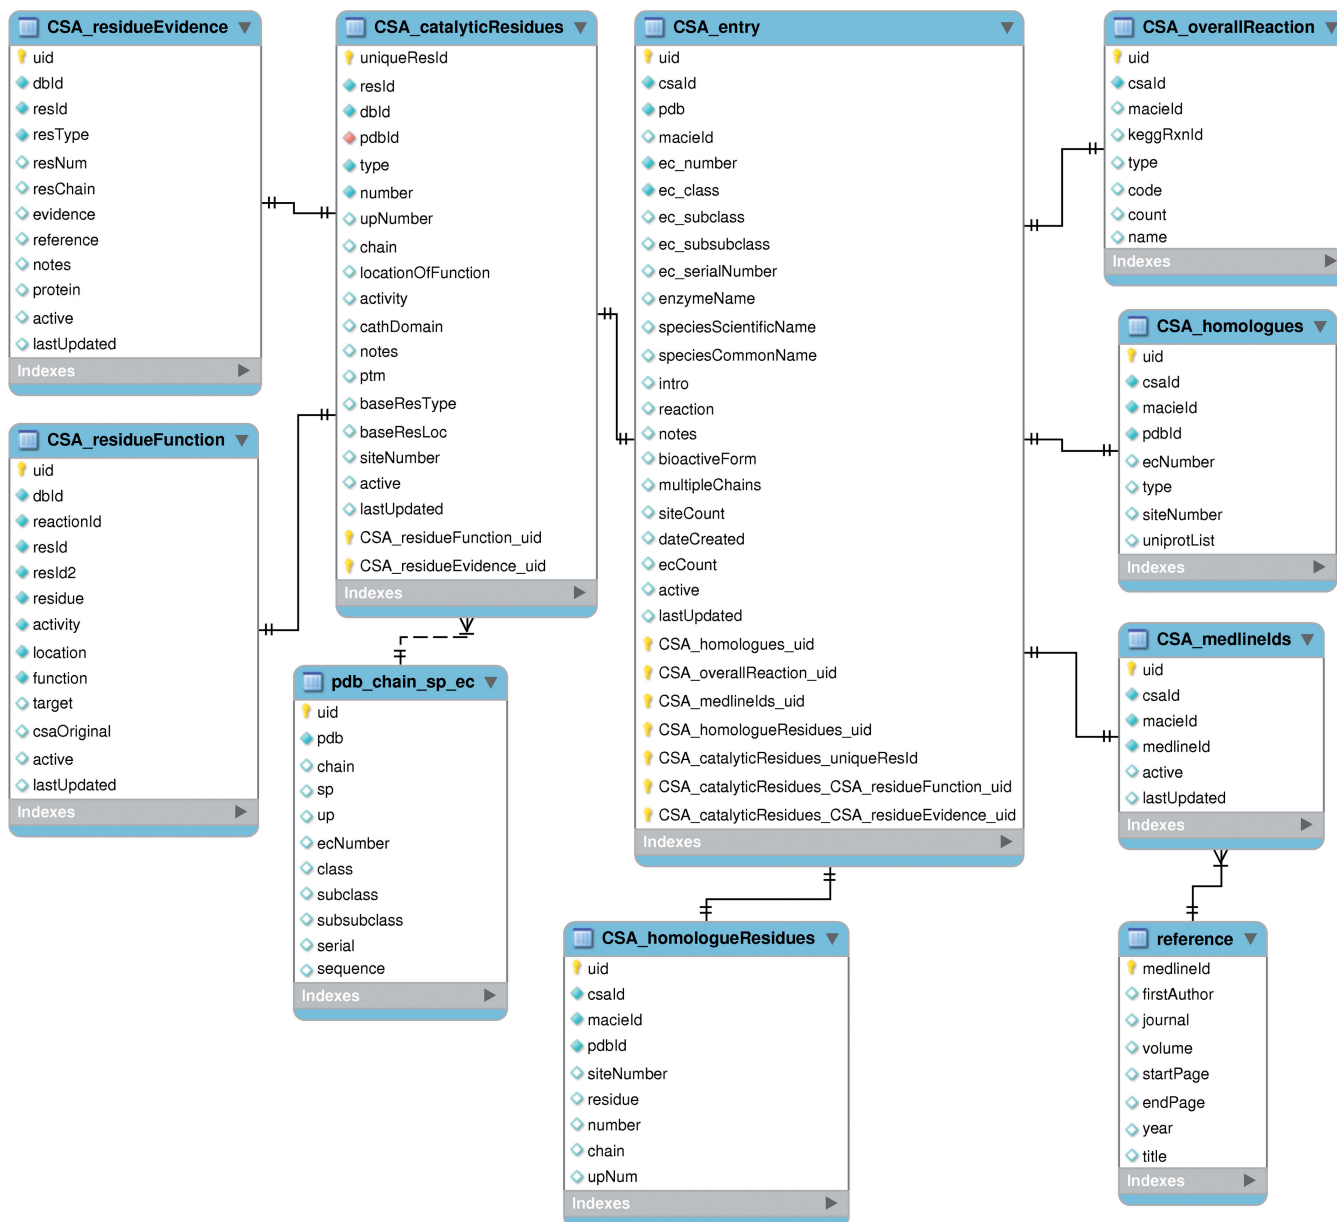 CSA_residueEvidence
uid
dbId
resId
resType
resNum
resChain
evidence
reference
notes
protein
active
lastUpdated
Indexes
CSA_catalyticResidues
uniqueResId
resId
dbId
pdbId
type
number
upNumber
chain
locationOfFunction
activity
cathDomain
notes
ptm
baseResType
baseResLoc
siteNumber
active
lastUpdated
CSA_residueFunction_uid
CSA_residueEvidence_uid
Indexes
CSA_entry
uid
csaId
pdb
macieId
ec_number
ec_class
ec_subclass
ec_subsubclass
ec_serialNumber
enzymeName
speciesScientificName
speciesCommonName
intro
reaction
notes
bioactiveForm
multipleChains
siteCount
dateCreated
ecCount
active
lastUpdated
CSA_homologues_uid
CSA_overallReaction_uid
CSA_medlineIds_uid
CSA_homologueResidues_uid
CSA_catalyticResidues_uniqueResId
CSA_catalyticResidues_CSA_residueFunction_uid
CSA_catalyticResidues_CSA_residueEvidence_uid
Indexes
CSA_overallReaction
uid
csaId
macieId
keggRxnId
type
code
count
name
Indexes
CSA_homologues
uid
csaId
macieId
pdbId
ecNumber
type
siteNumber
uniprotList
Indexes
CSA_residueFunction
uid
dbId
reactionId
resId
resId2
residue
activity
location
function
target
csaOriginal
active
lastUpdated
Indexes
pdb_chain_sp_ec
uid
pdb
chain
sp
up
ecNumber
class
subclass
subsubclass
serial
sequence
Indexes
CSA_medlineIds
uid
csaId
macieId
medlineId
active
lastUpdated
Indexes
CSA_homologueResidues
uid
csaId
macieId
pdbId
siteNumber
residue
number
chain
upNum
Indexes
reference
medlineId
firstAuthor
journal
volume
startPage
endPage
year
title
Indexes